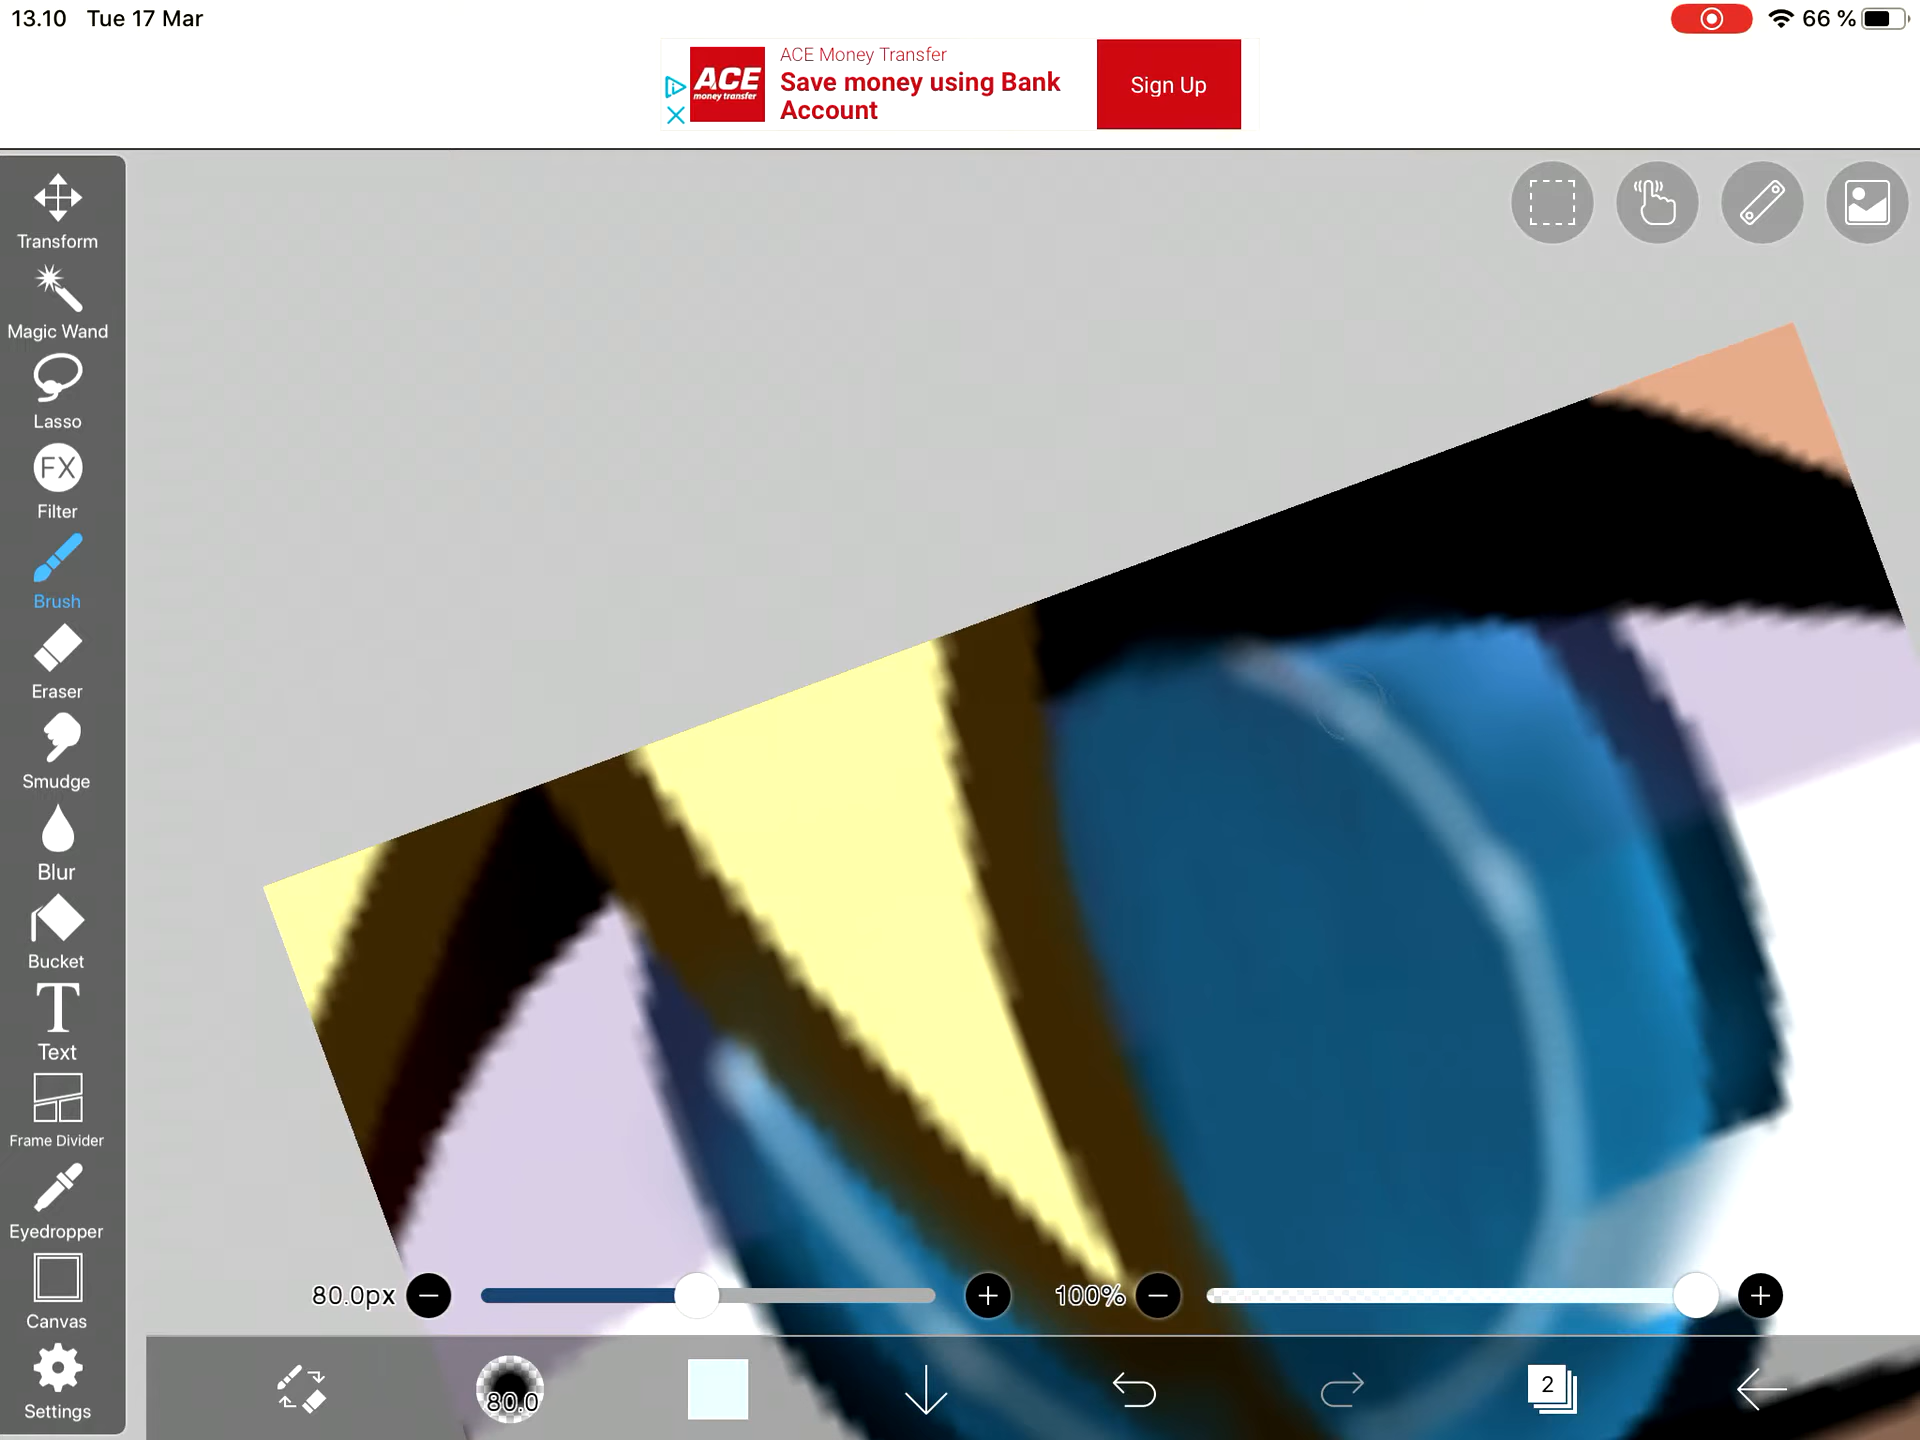 13.10 Tue 17 Mar
66 %
ACE Money Transfer
ACE
money transfer
Save money using Bank
Account
Sign Up
Transform
Magic Wand
Lasso
FX
Filter
Brush
Eraser
Smudge
Blur
Bucket
T
Text
Frame Divider
Eyedropper
Canvas
Settings
80.0px
100%
80.0
2